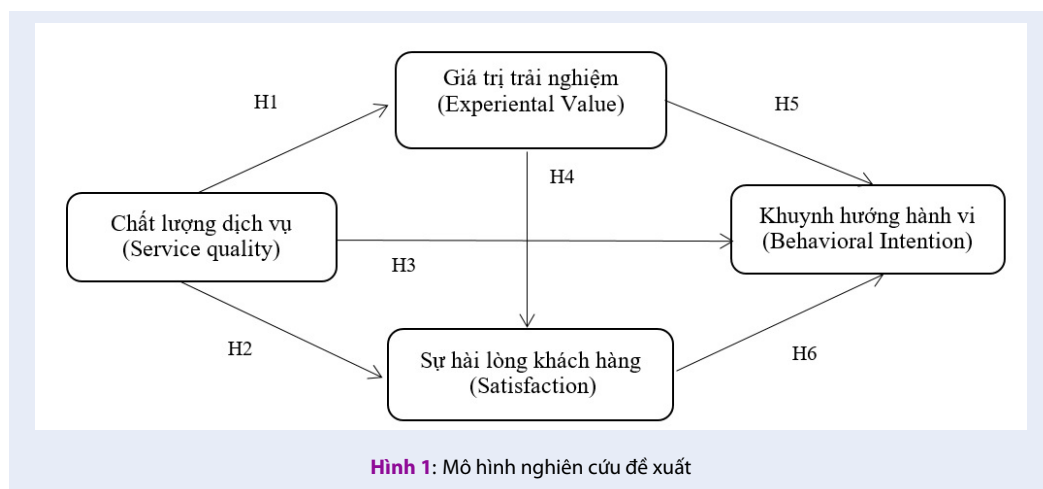 Giá trị trải nghiệm
(Experiental Value)
H1
H5
H4
Chất lượng dịch vụ
(Service quality)
Khuynh hướng hành vi
(Behavioral Intention)
H3
H2
Sự hài lòng khách hàng
(Satisfaction)
H6
Hình 1: Mô hình nghiên cứu đề xuất